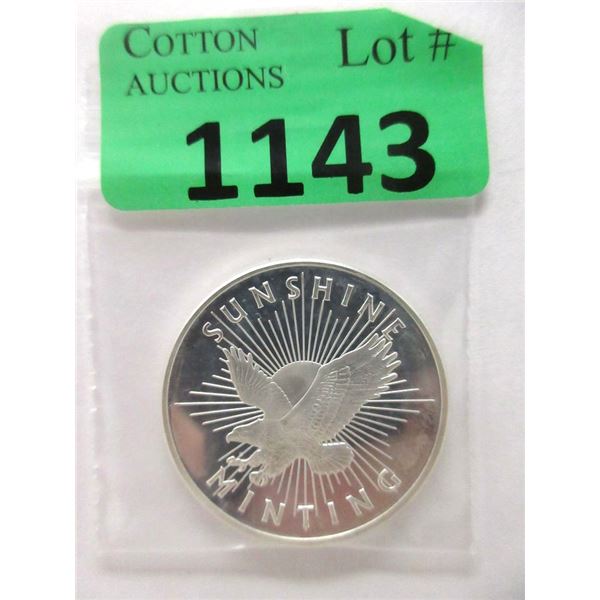 COTTON Lot #
AUCTIONS
1143
SUNSHINE
MINTING